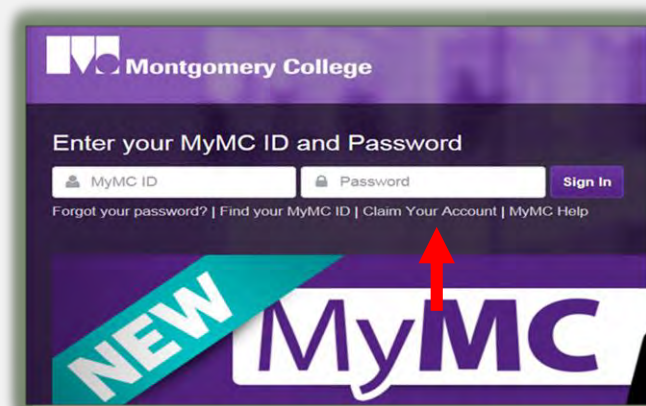 Montgomery College
Enter your MyMC ID and Password
MyMC ID
Password
Sign In
Forgot your password? | Find your MyMC ID | Claim Your Account | MyMC Help
NEW
MyMC